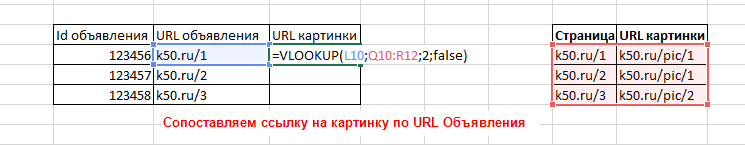 Id объявления URL объявления URL картинки Страница URL картинки
123456 k50.ru/1 =VLOOKUP(L10;Q10:R12;2;false) k50.ru/1 k50.ru/pic/1
123457 k50.ru/2 k50.ru/2 k50.ru/pic/1
123458 k50.ru/3 k50.ru/3 k50.ru/pic/2
Сопоставляем ссылку на картинку по URL Объявления